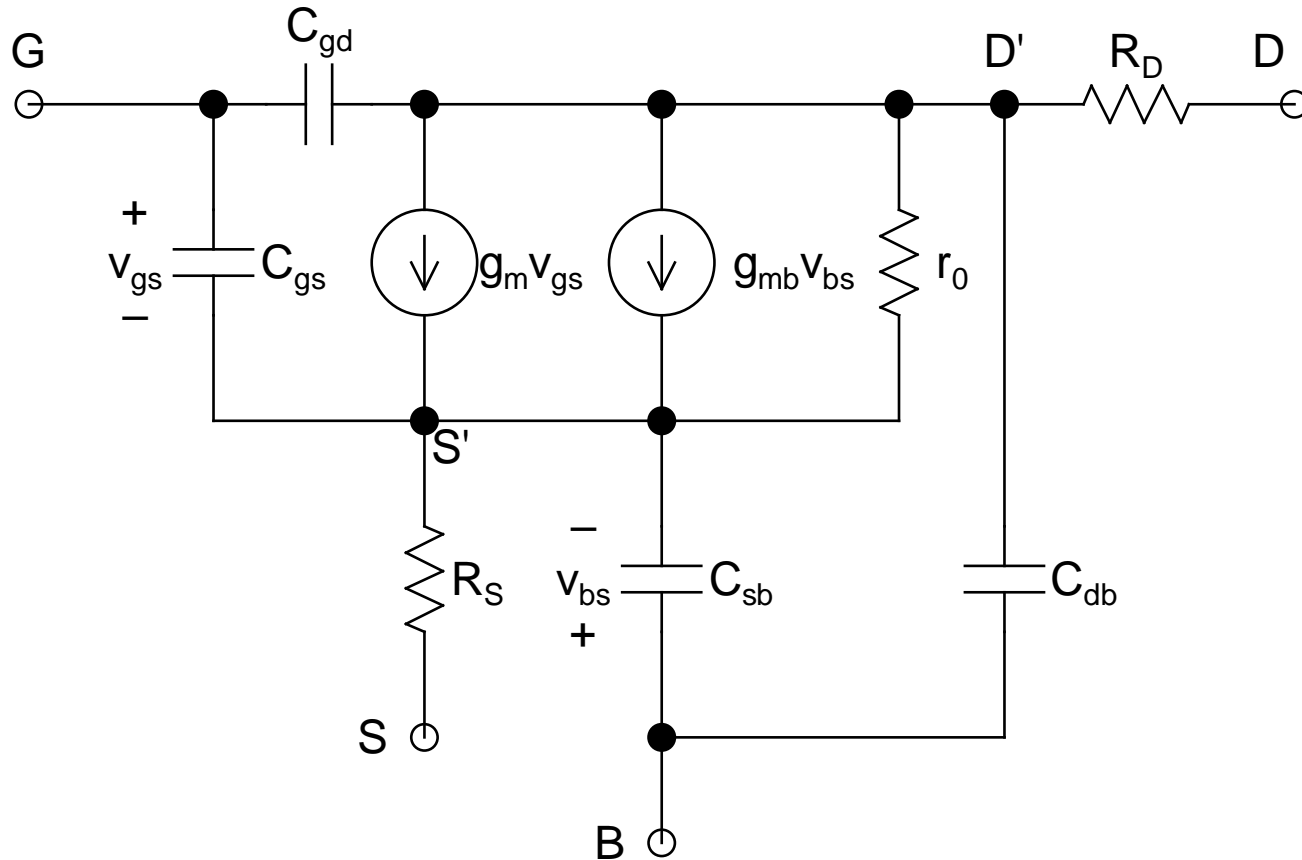 C_gd
G
D'
R_D
D
+
v_gs
–
C_gs
g_m v_gs
g_mb v_bs
r_0
S'
R_S
–
v_bs
+
C_sb
C_db
S
B